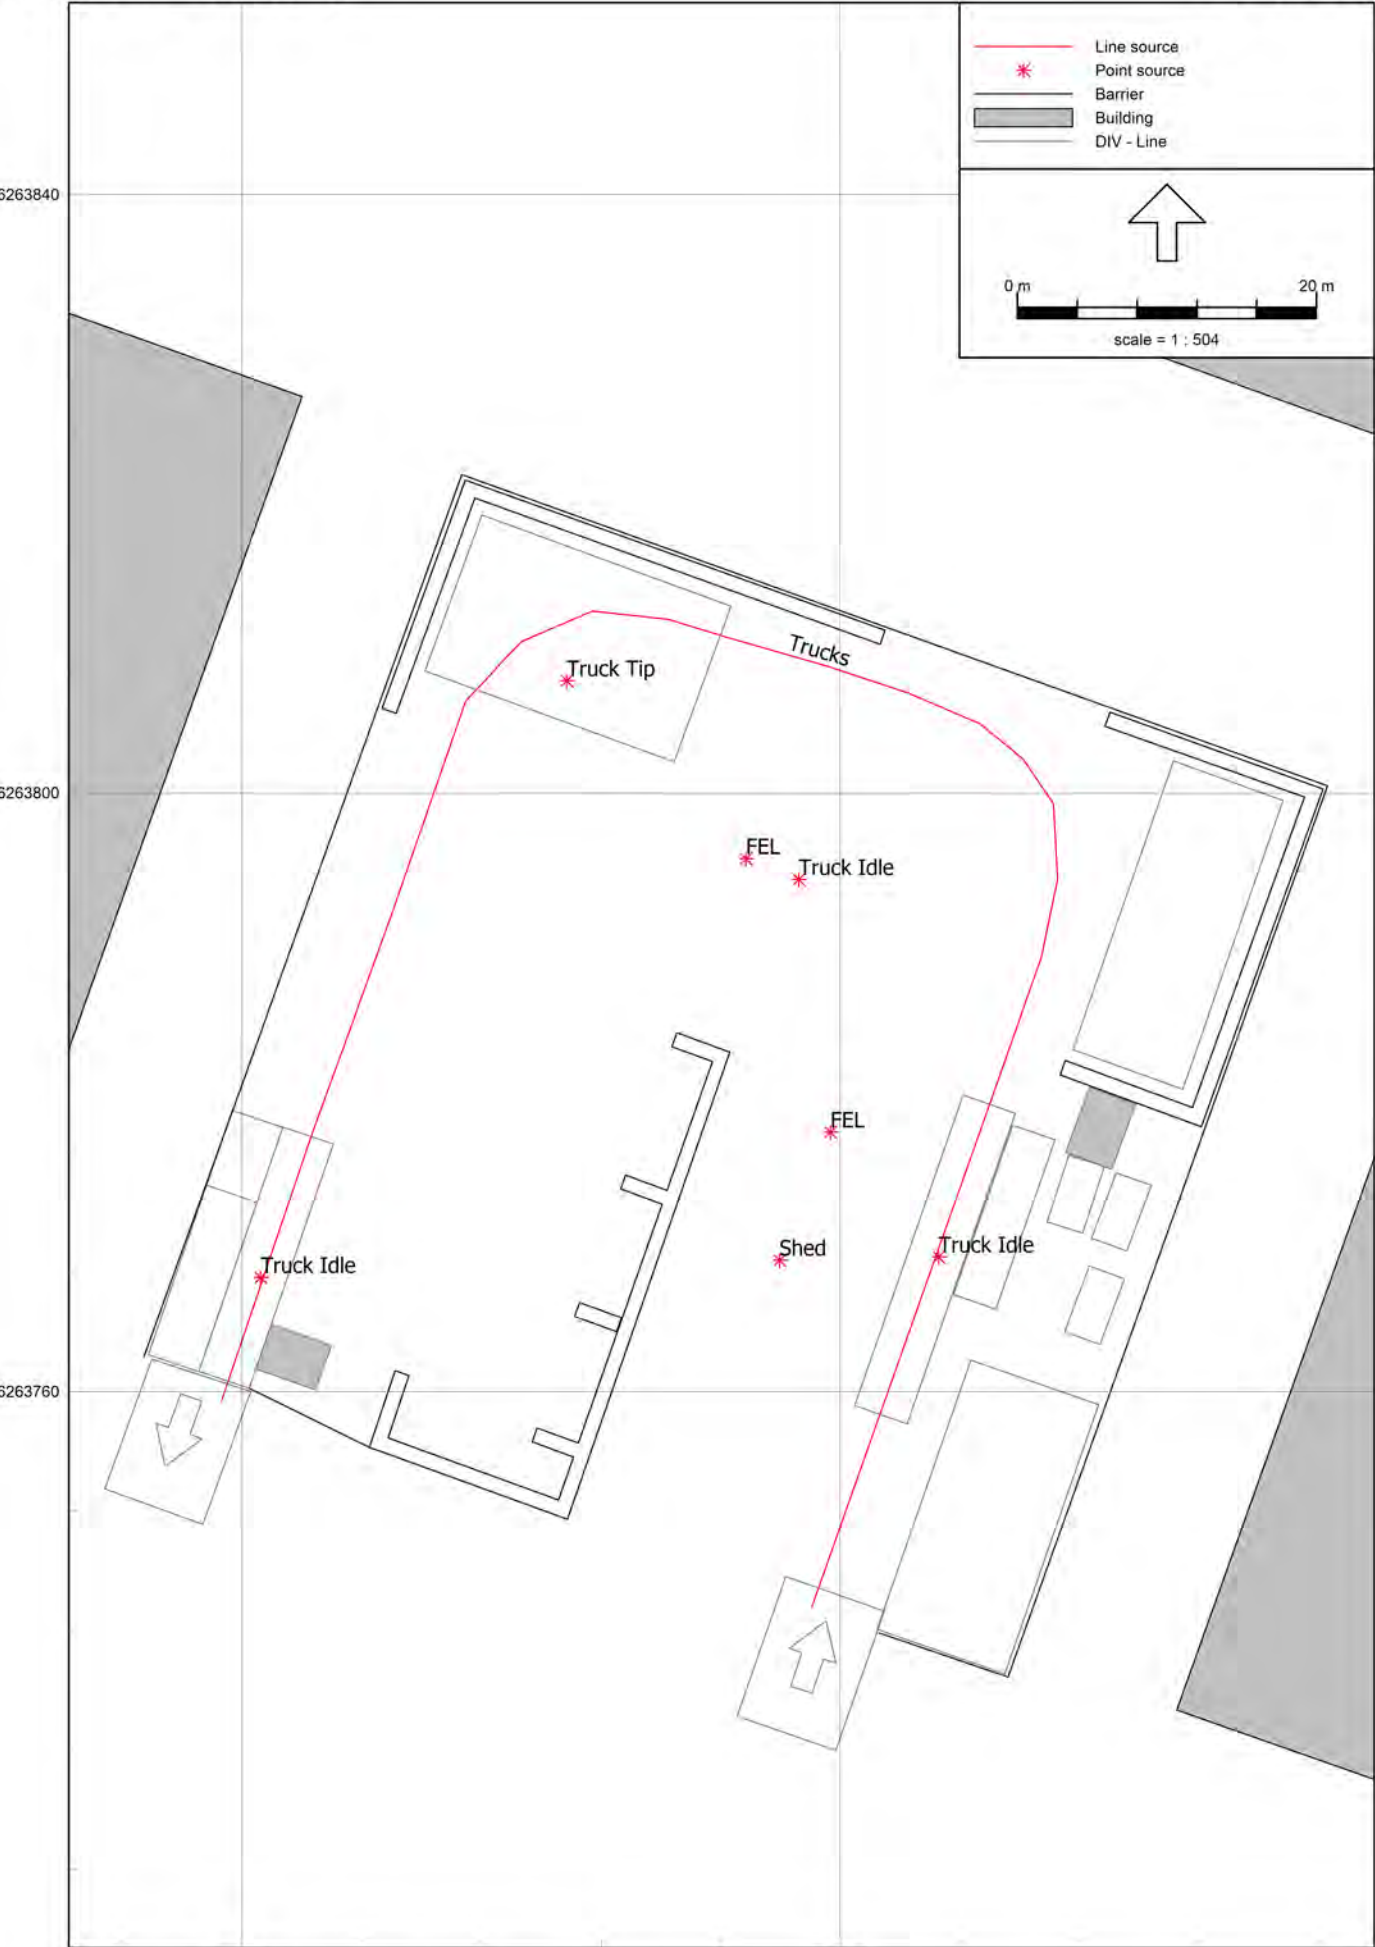 Line source
Point source
Barrier
Building
DIV - Line
6263840
0 m 20 m
scale = 1 : 504
Trucks
Truck Tip
6263800
FEL
Truck Idle
FEL
Shed
Truck Idle
Truck Idle
6263760